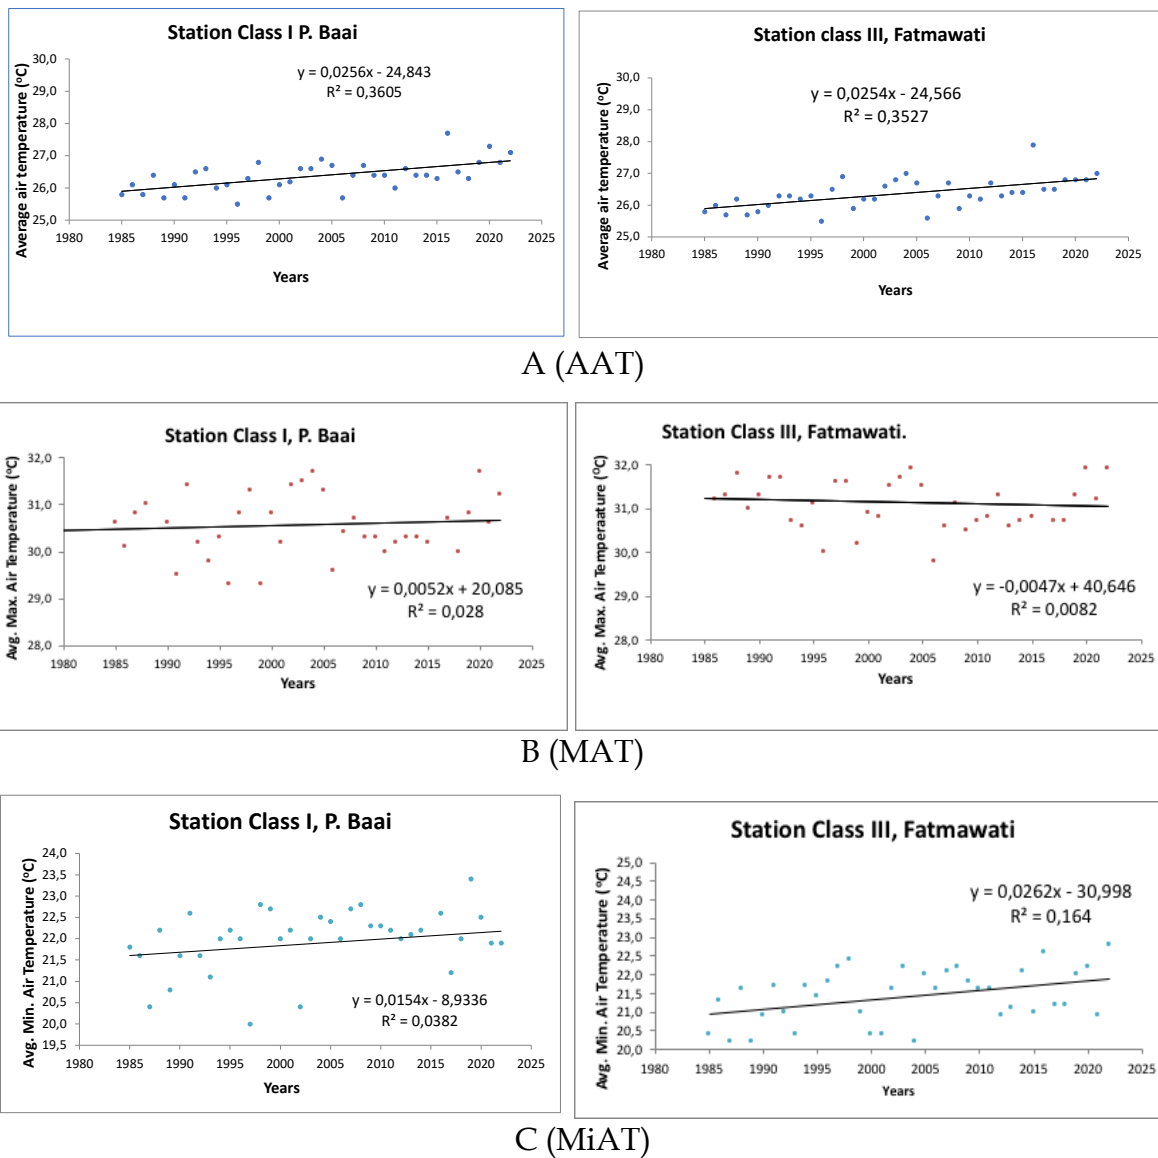 Station Class I P. Baai
Average air temperature (ºC)
30,0
29,0
28,0
27,0
26,0
25,0
y = 0,0256x - 24,843
R² = 0,3605
1980 1985 1990 1995 2000 2005 2010 2015 2020 2025
Years
Station class III, Fatmawati
Average air temperature (ºC)
30,0
29,0
28,0
27,0
26,0
25,0
y = 0,0254x - 24,566
R² = 0,3527
1980 1985 1990 1995 2000 2005 2010 2015 2020 2025
Years
A (AAT)
Station Class I, P. Baai
Avg. Max. Air Temperature (ºC)
32,0
31,0
30,0
29,0
28,0
y = 0,0052x + 20,085
R² = 0,028
1980 1985 1990 1995 2000 2005 2010 2015 2020 2025
Years
Station Class III, Fatmawati.
Avg. Max. Air Temperaature (ºC)
32,0
31,0
30,0
29,0
28,0
y = -0,0047x + 40,646
R² = 0,0082
1980 1985 1990 1995 2000 2005 2010 2015 2020 2025
Years
B (MAT)
Station Class I, P. Baai
Avg. Min. Air Temperature (ºC)
24,0
23,5
23,0
22,5
22,0
21,5
21,0
20,5
20,0
19,5
y = 0,0154x - 8,9336
R² = 0,0382
1980 1985 1990 1995 2000 2005 2010 2015 2020 2025
Years
Station Class III, Fatmawati
Avg. Min. Air Temperature (ºC)
25,0
24,5
24,0
23,5
23,0
22,5
22,0
21,5
21,0
20,5
20,0
y = 0,0262x - 30,998
R² = 0,164
1980 1985 1990 1995 2000 2005 2010 2015 2020 2025
Years
C (MiAT)